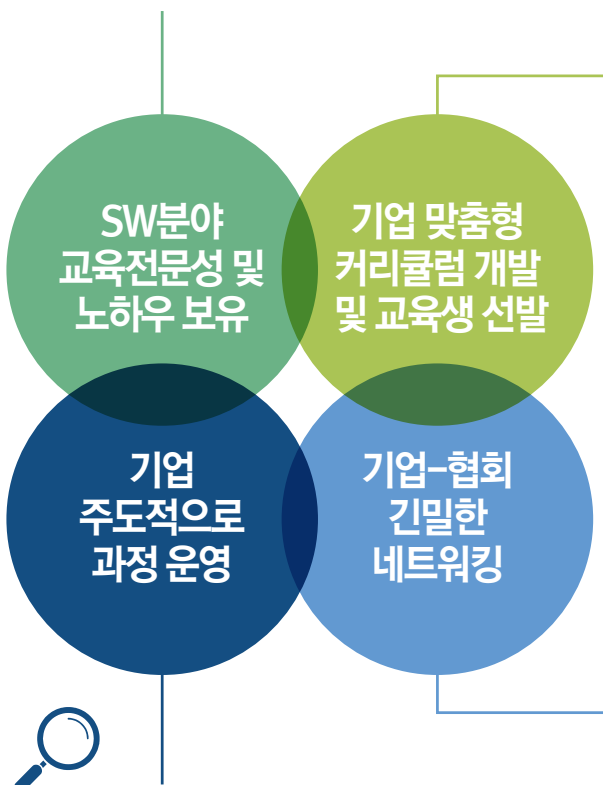 SW분야
교육전문성 및
노하우 보유
기업 맞춤형
커리큘럼 개발
및 교육생 선발
기업
주도적으로
과정 운영
기업-협회
긴밀한
네트워킹